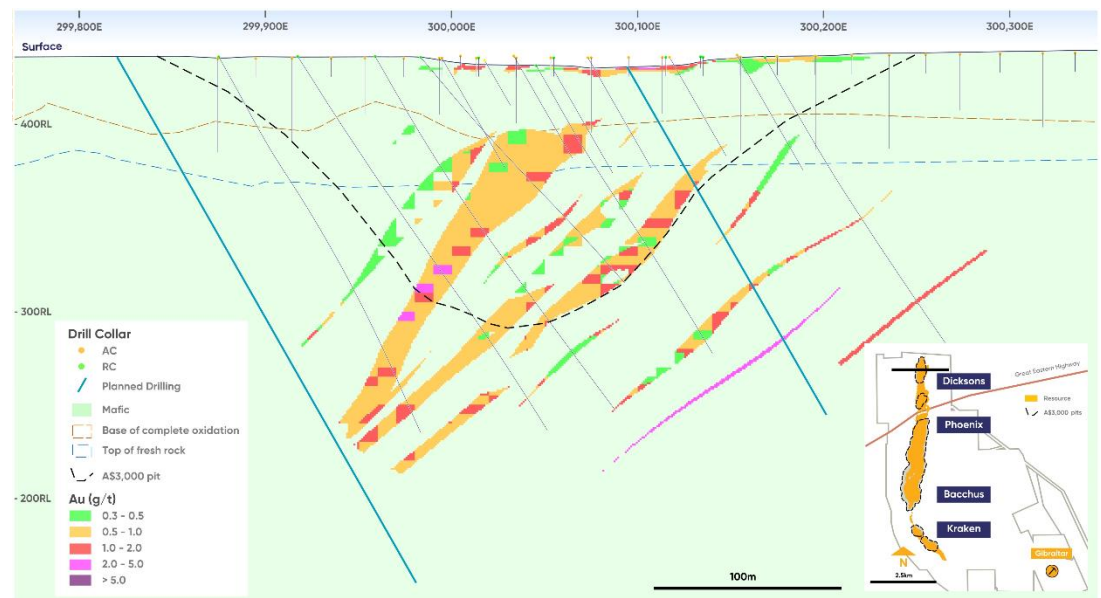 299,800E
299,900E
300,000E
300,100E
300,200E
300,300E
Surface
400RL
300RL
200RL
Drill Collar
AC
RC
Planned Drilling
Mafic
Base of complete oxidation
Top of fresh rock
A$3,000 pit
Au (g/t)
0.3 - 0.5
0.5 - 1.0
1.0 - 2.0
2.0 - 5.0
> 5.0
100m
Great Eastern Highway
Dicksons
Resource
A$3,000 pits
Phoenix
Bacchus
Kraken
Gibraltar
N
2.5km